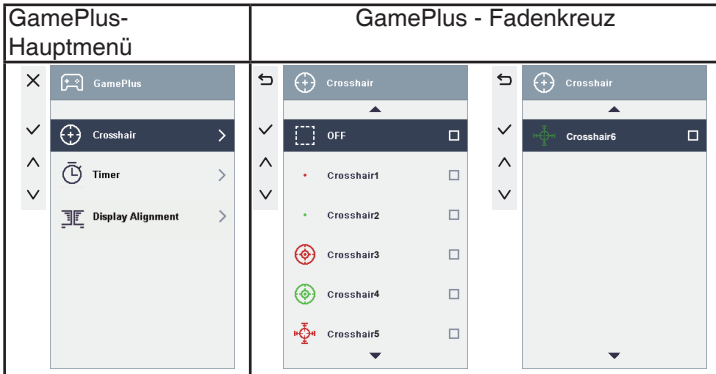 GamePlus-
Hauptmenü
GamePlus - Fadenkreuz
GamePlus
Crosshair
Timer
Display Alignment
Crosshair
OFF
Crosshair1
Crosshair2
Crosshair3
Crosshair4
Crosshair5
Crosshair
Crosshair6